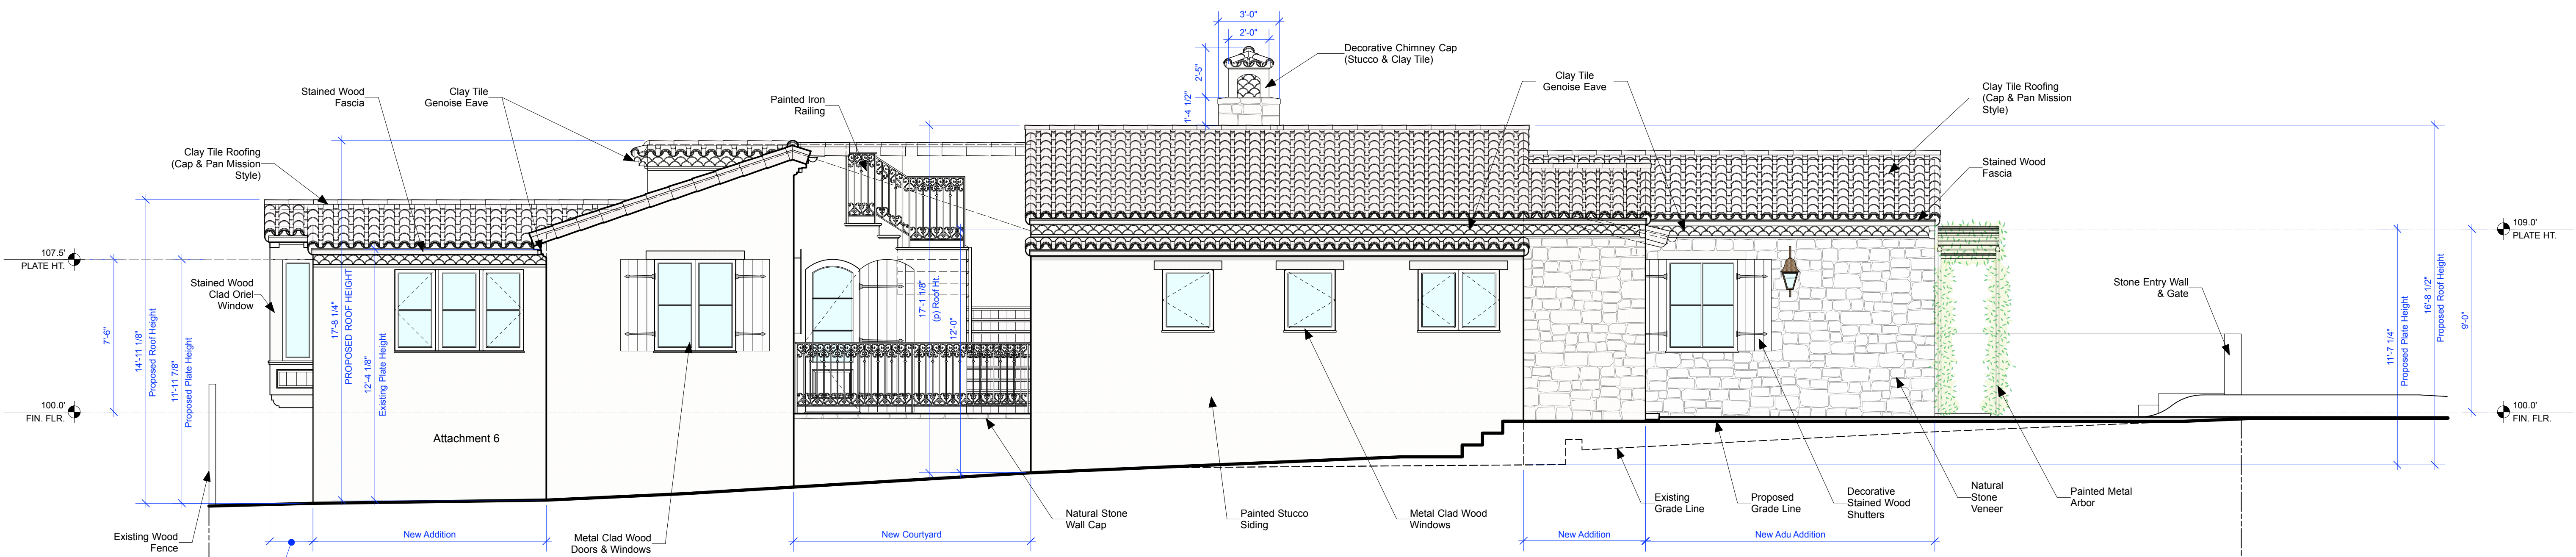 3'-0"
2'-0"
2'-5"
1'-4 1/2"
Decorative Chimney Cap
(Stucco & Clay Tile)
Stained Wood
Fascia
Clay Tile
Genoise Eave
Painted Iron
Railing
Clay Tile
Genoise Eave
Clay Tile Roofing
(Cap & Pan Mission
Style)
Clay Tile Roofing
(Cap & Pan Mission
Style)
Stained Wood
Fascia
107.5'
PLATE HT.
109.0'
PLATE HT.
Stained Wood
Clad Oriel
Window
Stone Entry Wall
& Gate
7'-6"
14'-11 1/8"
Proposed Roof Height
11'-11 7/8"
Proposed Plate Height
17'-8 1/4"
PROPOSED ROOF HEIGHT
12'-4 1/8"
Existing Plate Height
17'-1 1/8"
(p) Roof Ht.
12'-0"
11'-7 1/4"
Proposed Plate Height
16'-8 1/2"
Proposed Roof Height
9'-0"
100.0'
FIN. FLR.
100.0'
FIN. FLR.
Attachment 6
Existing Wood
Fence
New Addition
Metal Clad Wood
Doors & Windows
New Courtyard
Natural Stone
Wall Cap
Painted Stucco
Siding
Metal Clad Wood
Windows
New Addition
Existing
Grade Line
Proposed
Grade Line
New Adu Addition
Decorative
Stained Wood
Shutters
Natural
Stone
Veneer
Painted Metal
Arbor